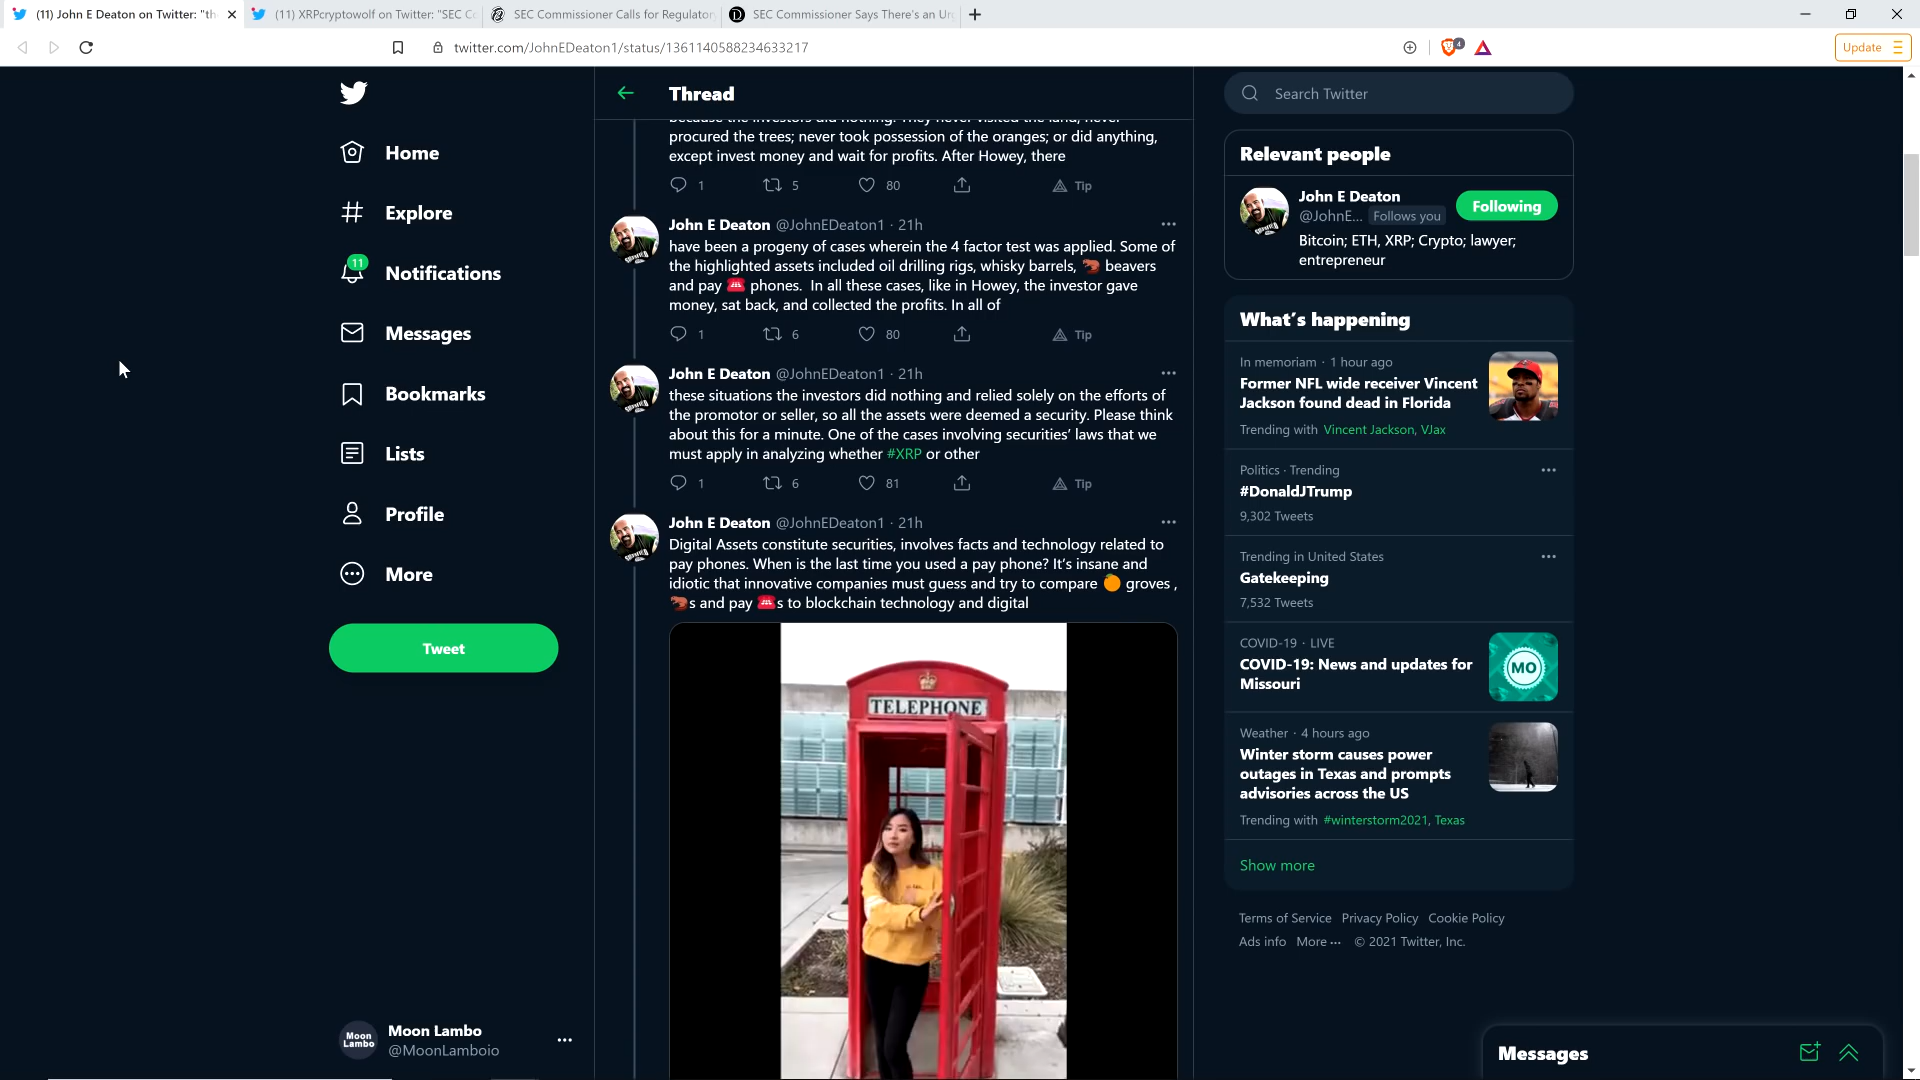 (11) John E Deaton on Twitter: "th
(11) XRPcryptowolf on Twitter: "SEC Co
SEC Commissioner Calls for Regulatory
SEC Commissioner Says There's an Ur
twitter.com/JohnEDeaton1/status/1361140588234633217
4
Update
Home
Explore
11
Notifications
Messages
Bookmarks
Lists
Profile
More
Tweet
Moon Lambo
Moon Lambo
@MoonLamboio
Thread
because the investors did nothing. They never visited the land, never
procured the trees; never took possession of the oranges; or did anything,
except invest money and wait for profits. After Howey, there
1 5 80 Tip
John E Deaton @JohnEDeaton1 · 21h
have been a progeny of cases wherein the 4 factor test was applied. Some of
the highlighted assets included oil drilling rigs, whisky barrels, 🦫 beavers
and pay ☎️ phones. In all these cases, like in Howey, the investor gave
money, sat back, and collected the profits. In all of
1 6 80 Tip
John E Deaton @JohnEDeaton1 · 21h
these situations the investors did nothing and relied solely on the efforts of
the promotor or seller, so all the assets were deemed a security. Please think
about this for a minute. One of the cases involving securities' laws that we
must apply in analyzing whether #XRP or other
1 6 81 Tip
John E Deaton @JohnEDeaton1 · 21h
Digital Assets constitute securities, involves facts and technology related to
pay phones. When is the last time you used a pay phone? It's insane and
idiotic that innovative companies must guess and try to compare 🍊 groves ,
🦫s and pay ☎️s to blockchain technology and digital
TELEPHONE
Search Twitter
Relevant people
John E Deaton
@JohnE... Follows you
Following
Bitcoin; ETH, XRP; Crypto; lawyer;
entrepreneur
What's happening
In memoriam · 1 hour ago
Former NFL wide receiver Vincent
Jackson found dead in Florida
Trending with Vincent Jackson, VJax
Politics · Trending
#DonaldJTrump
9,302 Tweets
Trending in United States
Gatekeeping
7,532 Tweets
COVID-19 · LIVE
COVID-19: News and updates for
Missouri
MO
Weather · 4 hours ago
Winter storm causes power
outages in Texas and prompts
advisories across the US
Trending with #winterstorm2021, Texas
Show more
Terms of Service Privacy Policy Cookie Policy
Ads info More ··· © 2021 Twitter, Inc.
Messages